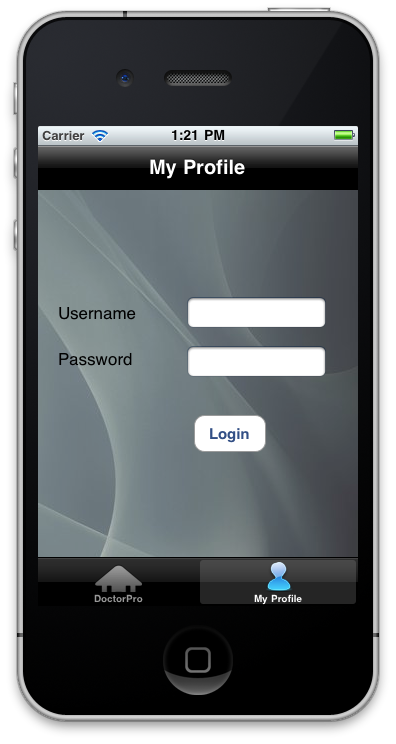 Carrier 1:21 PM
My Profile
Username
Password
Login
DoctorPro My Profile